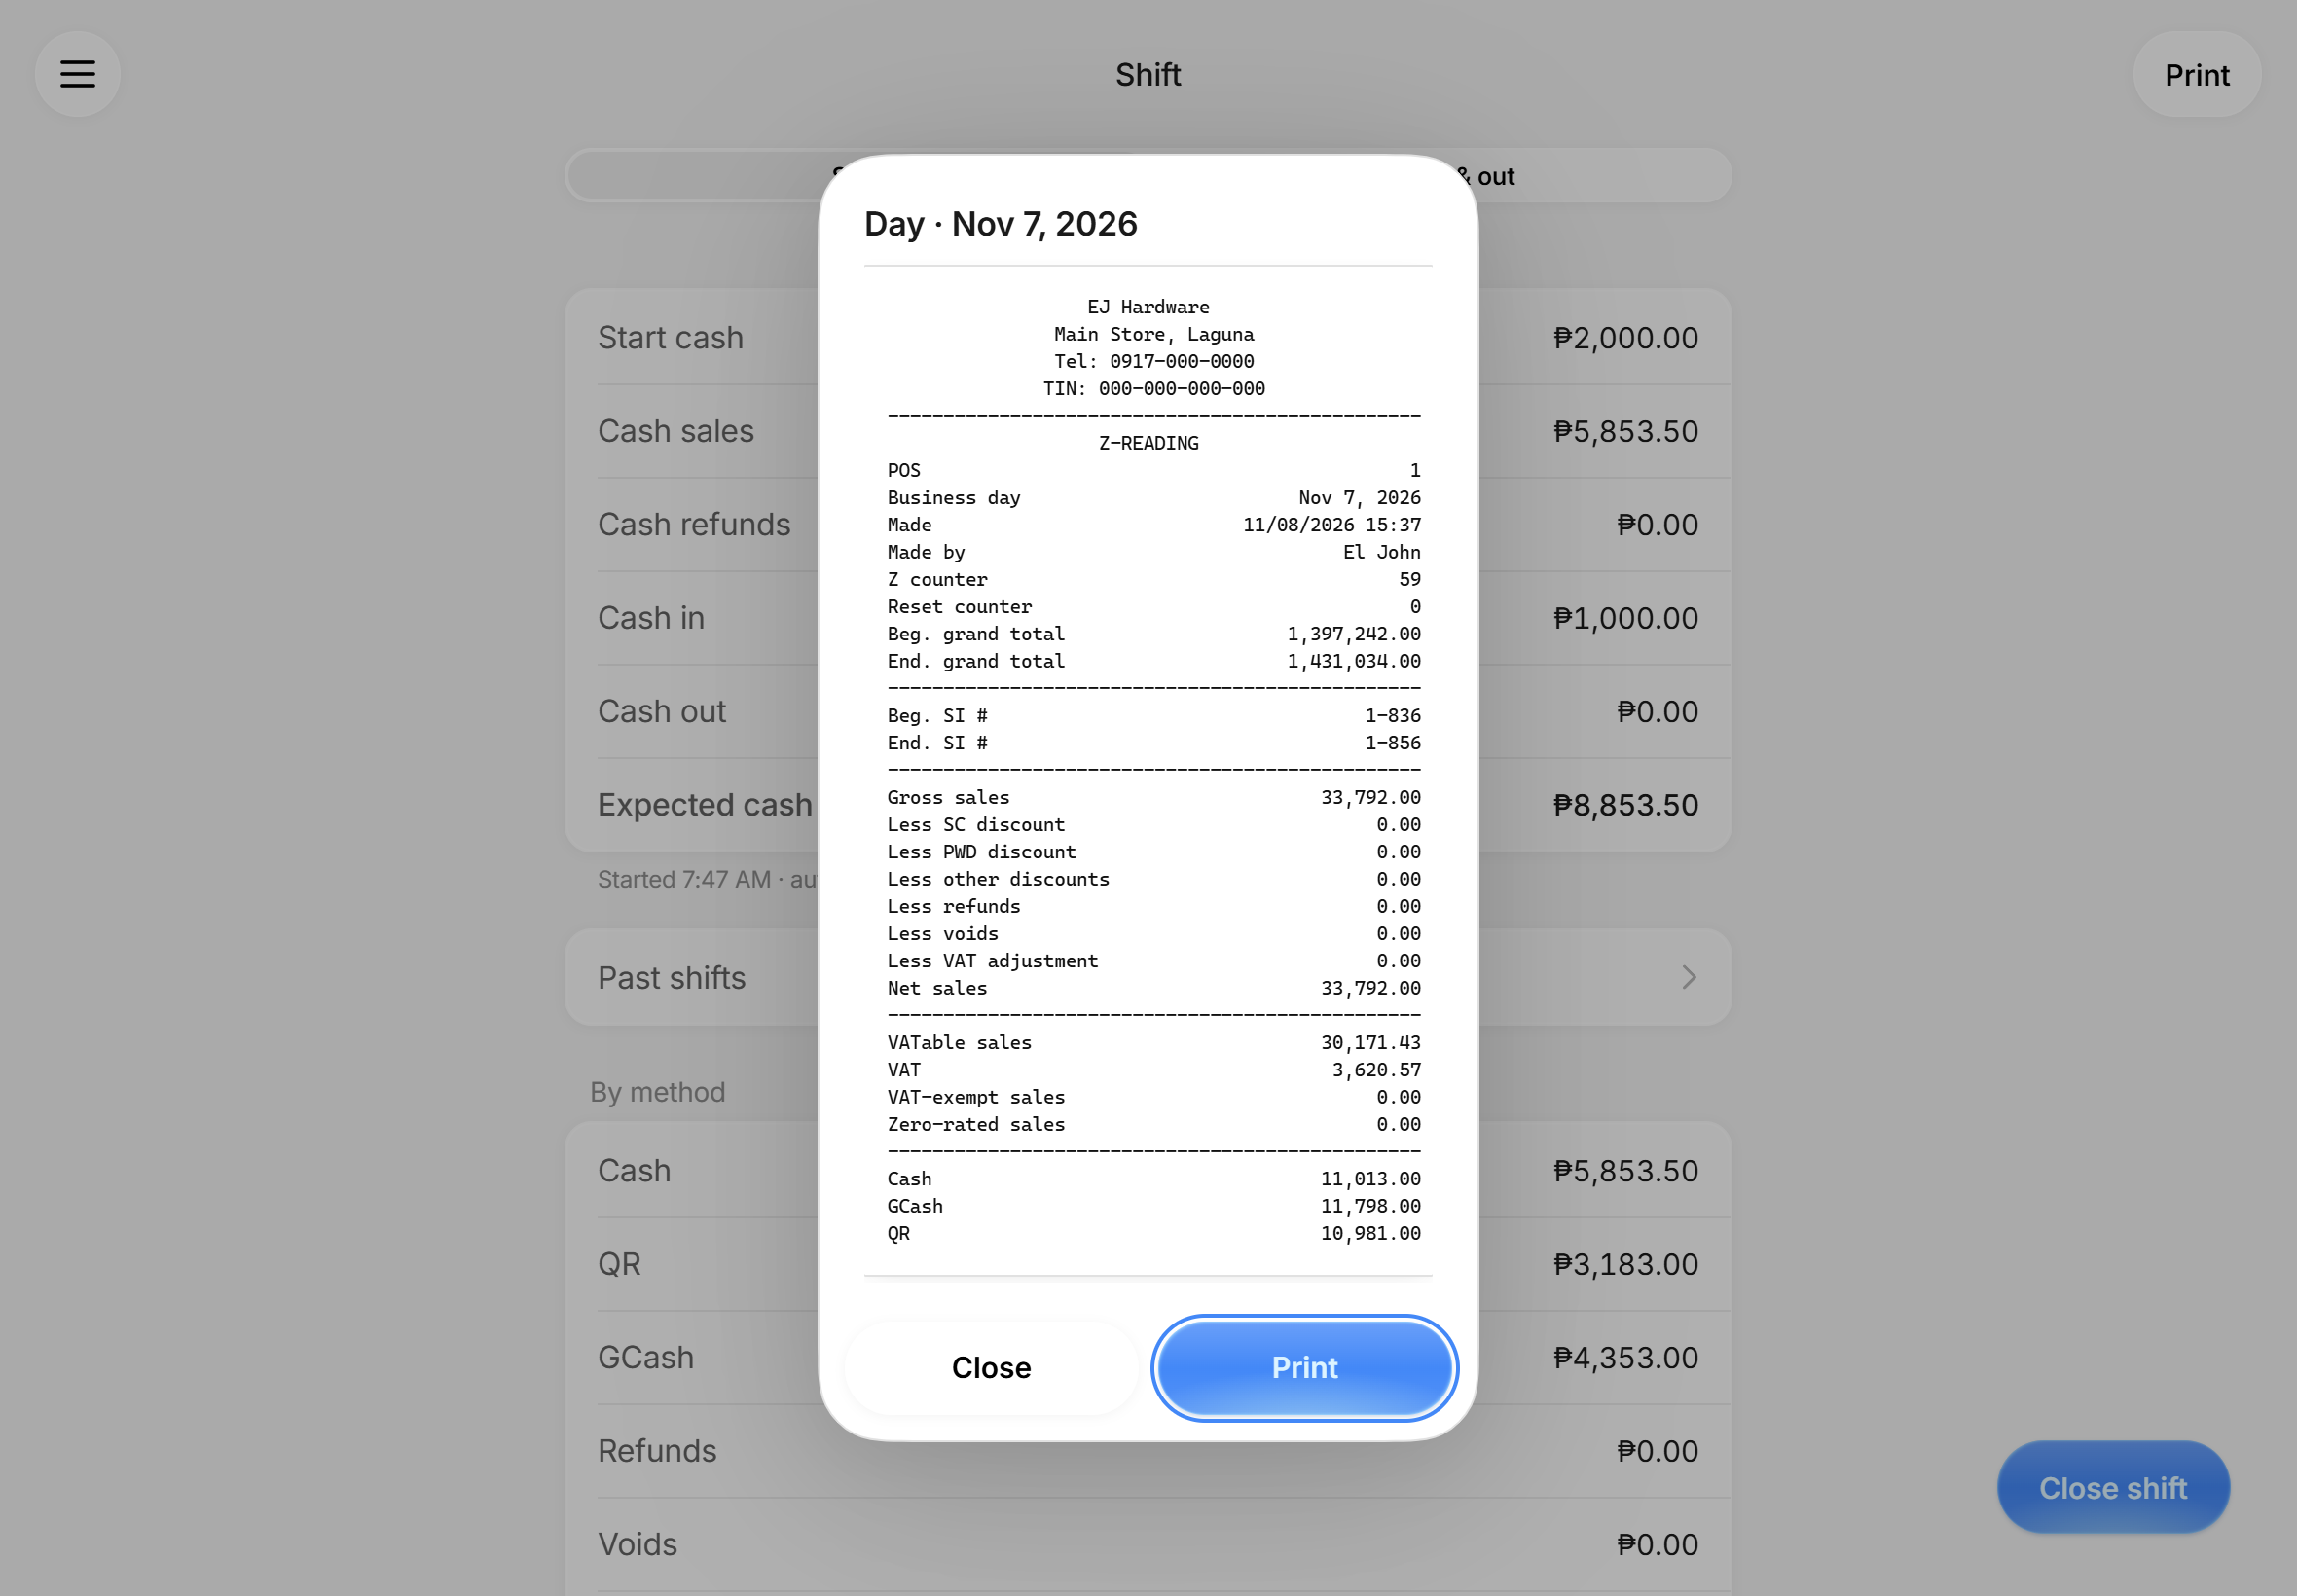 Shift
Print
& out
Day · Nov 7, 2026
EJ Hardware
Main Store, Laguna
Tel: 0917-000-0000
TIN: 000-000-000-000
------------------------------------------------
Z-READING
POS 1
Business day Nov 7, 2026
Made 11/08/2026 15:37
Made by El John
Z counter 59
Reset counter 0
Beg. grand total 1,397,242.00
End. grand total 1,431,034.00
------------------------------------------------
Beg. SI # 1-836
End. SI # 1-856
------------------------------------------------
Gross sales 33,792.00
Less SC discount 0.00
Less PWD discount 0.00
Less other discounts 0.00
Less refunds 0.00
Less voids 0.00
Less VAT adjustment 0.00
Net sales 33,792.00
------------------------------------------------
VATable sales 30,171.43
VAT 3,620.57
VAT-exempt sales 0.00
Zero-rated sales 0.00
------------------------------------------------
Cash 11,013.00
GCash 11,798.00
QR 10,981.00
Close
Print
Start cash ₱2,000.00
Cash sales ₱5,853.50
Cash refunds ₱0.00
Cash in ₱1,000.00
Cash out ₱0.00
Expected cash ₱8,853.50
Started 7:47 AM ·
Past shifts
By method
Cash ₱5,853.50
QR ₱3,183.00
GCash ₱4,353.00
Refunds ₱0.00
Voids ₱0.00
Close shift